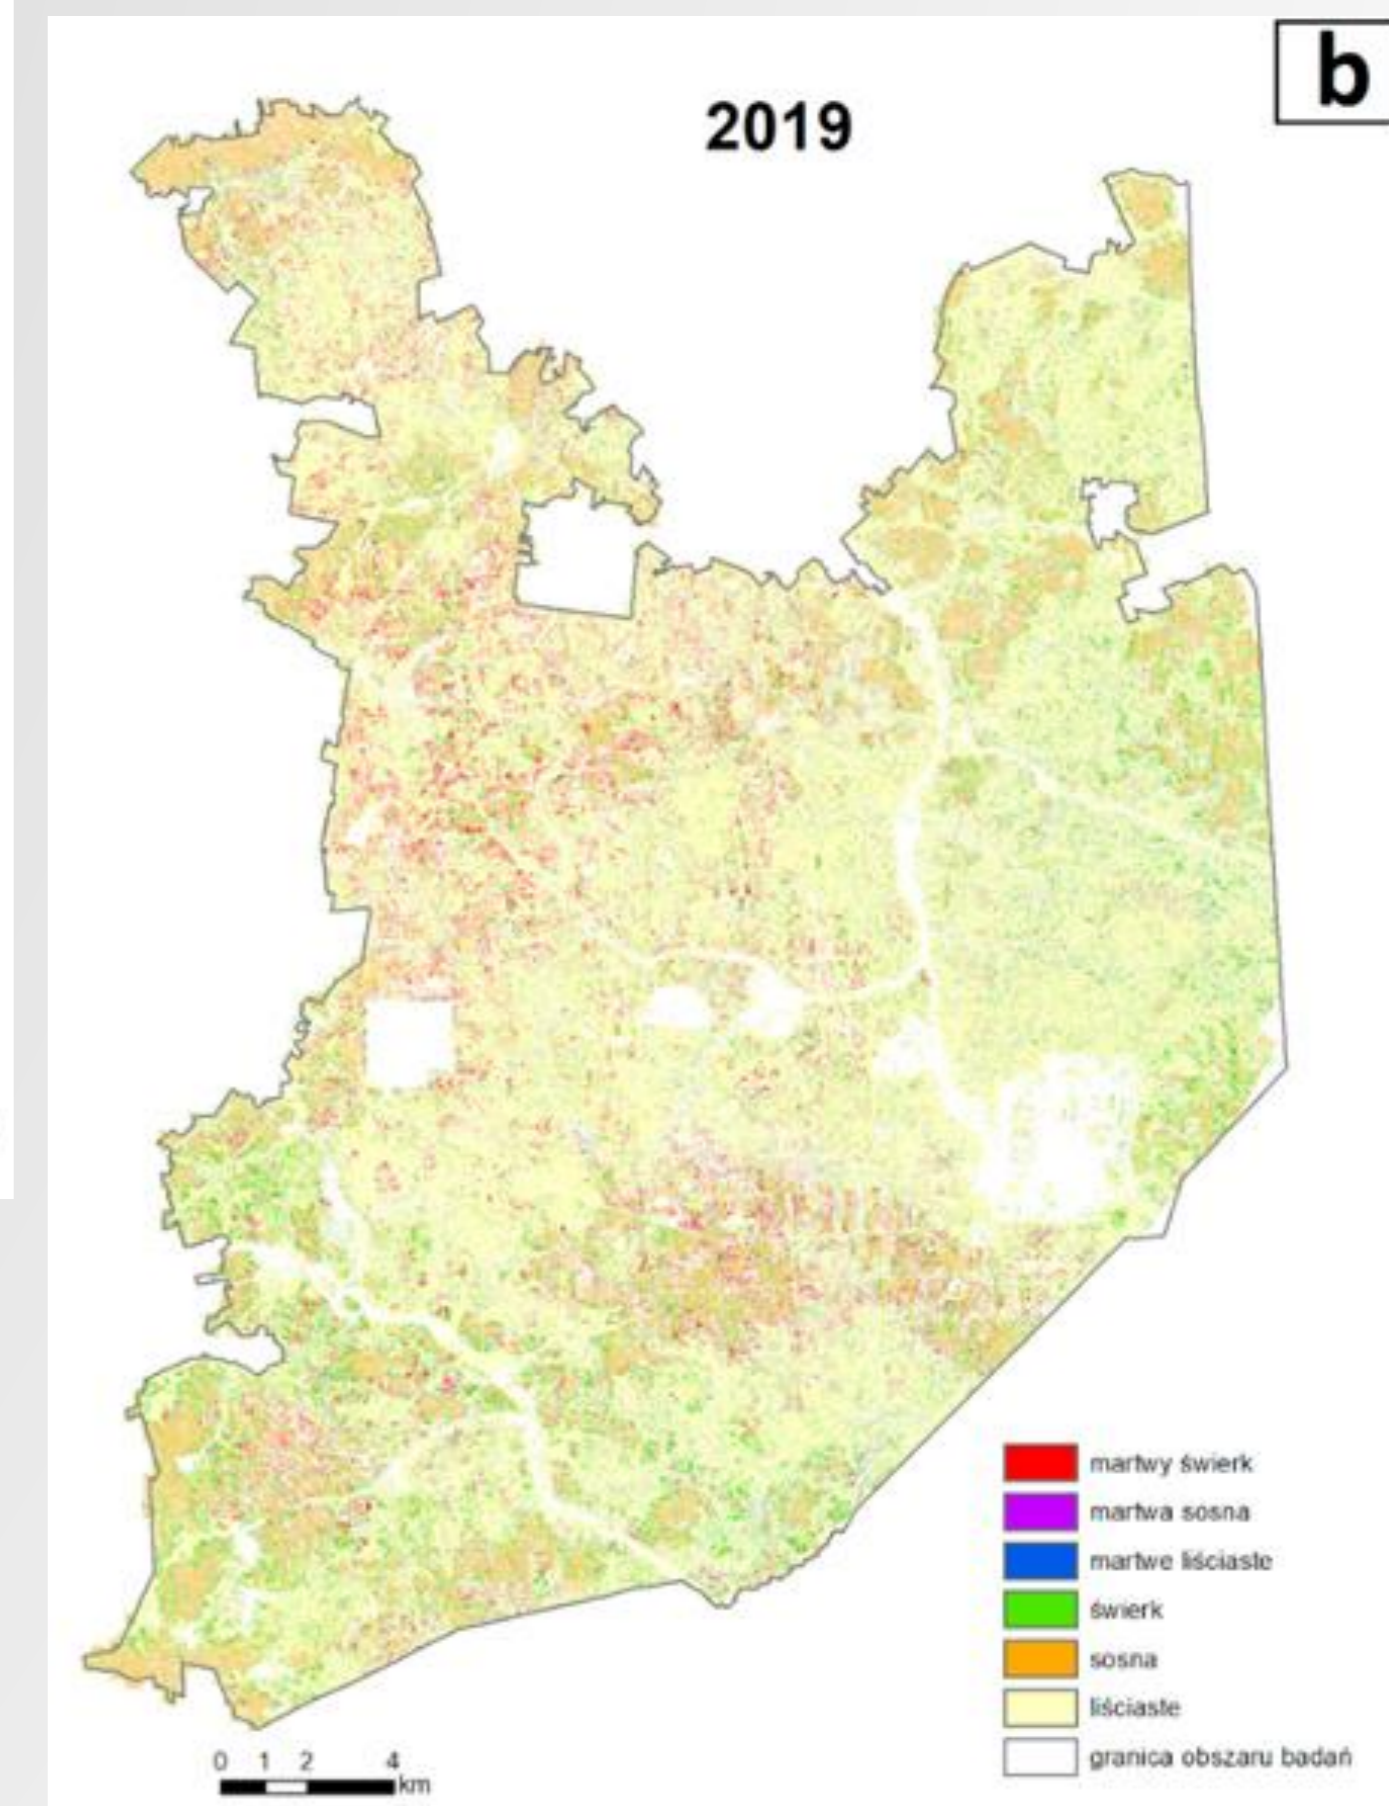 b
2019
martwy świerk
martwa sosna
martwe liściaste
świerk
sosna
liściaste
granica obszaru badań
0 1 2 4
km